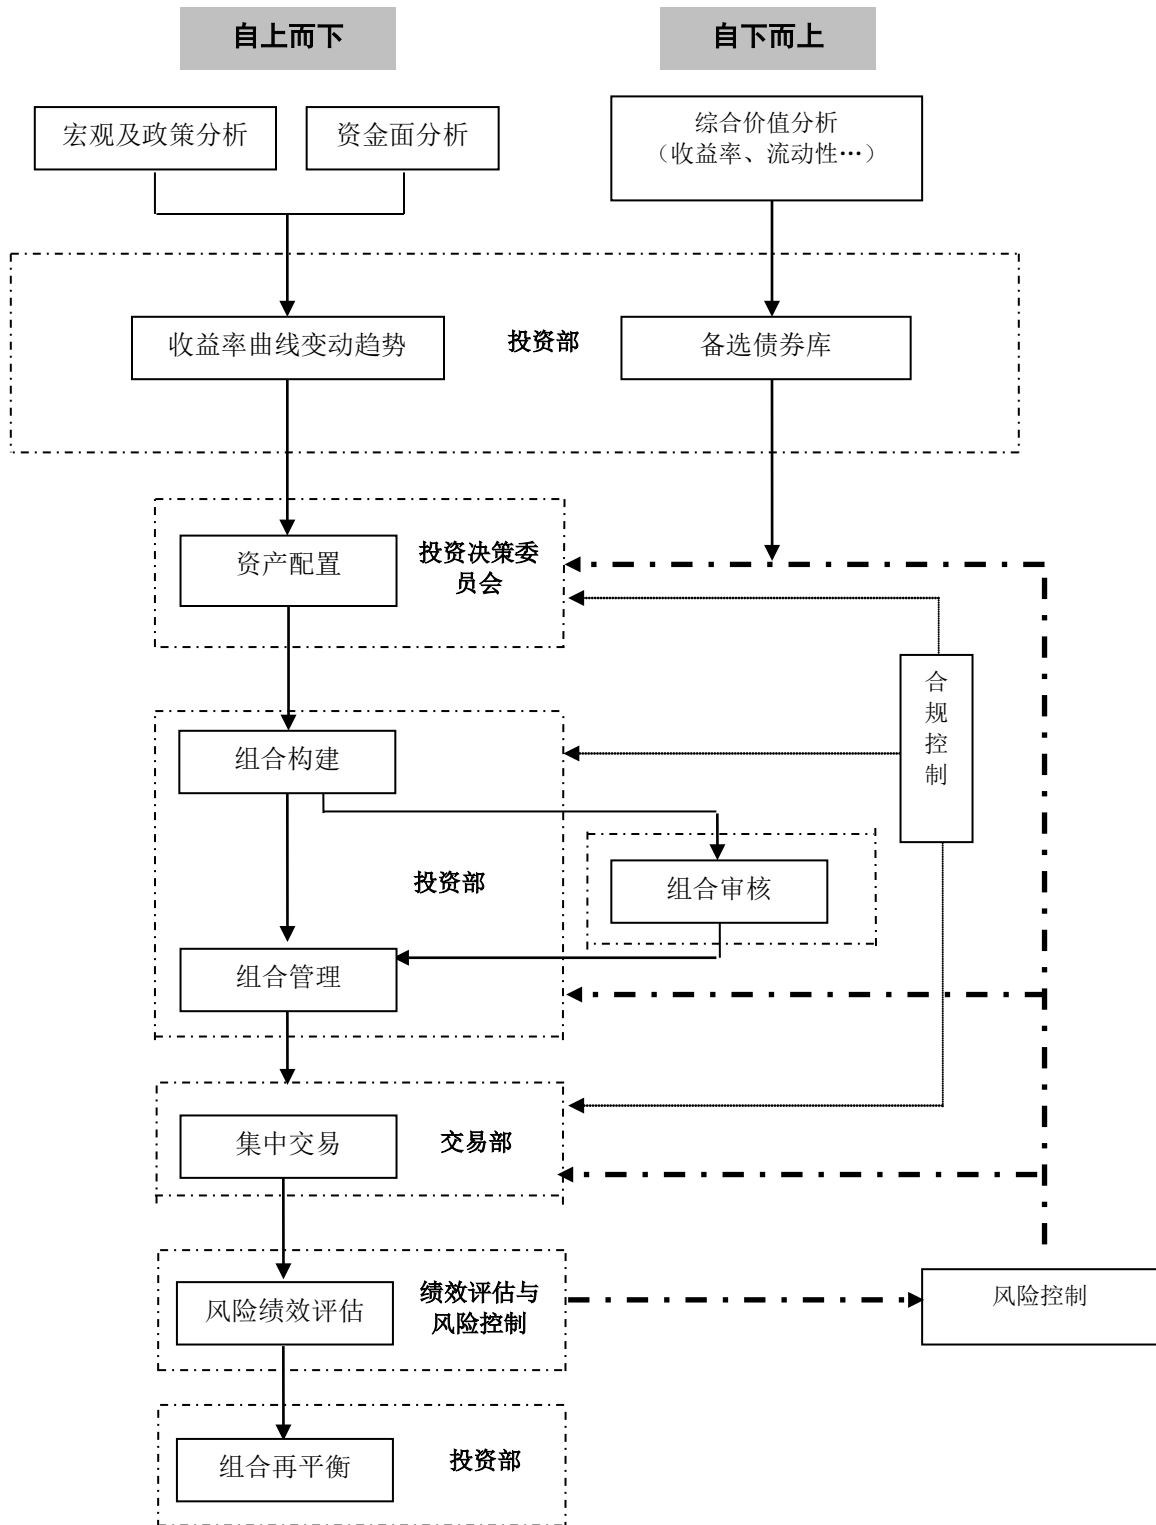 自上而下
自下而上
宏观及政策分析
资金面分析
综合价值分析
（收益率、流动性…）
收益率曲线变动趋势
投资部
备选债券库
资产配置
投资决策委
员会
合
规
控
制
组合构建
投资部
组合审核
组合管理
集中交易
交易部
风险绩效评估
绩效评估与
风险控制
风险控制
组合再平衡
投资部